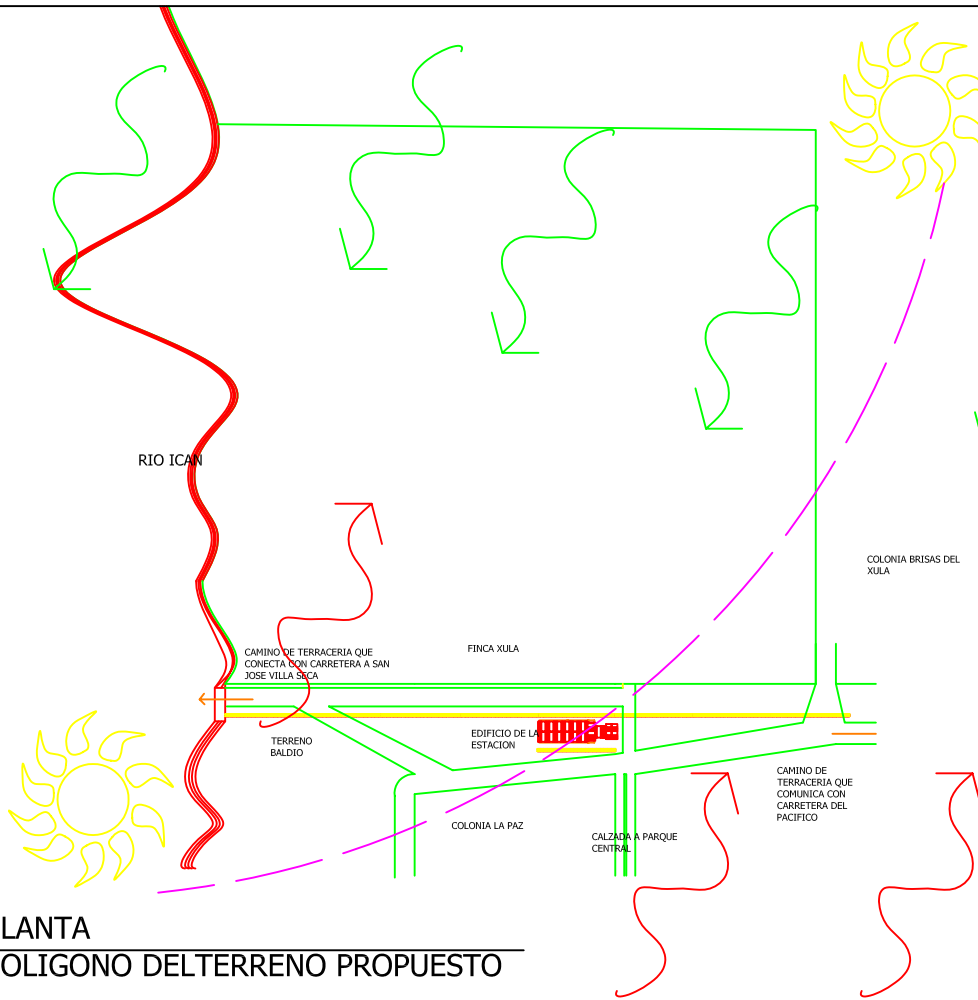 RIO ICAN
COLONIA BRISAS DEL
XULA
FINCA XULA
CAMINO DE TERRACERIA QUE
CONECTA CON CARRETERA A SAN
JOSE VILLA SECA
TERRENO
BALDIO
EDIFICIO DE LA
ESTACION
CAMINO DE
TERRACERIA QUE
COMUNICA CON
CARRETERA DEL
PACIFICO
COLONIA LA PAZ
CALZADA A PARQUE
CENTRAL
LANTA
OLIGONO DELTERRENO PROPUESTO